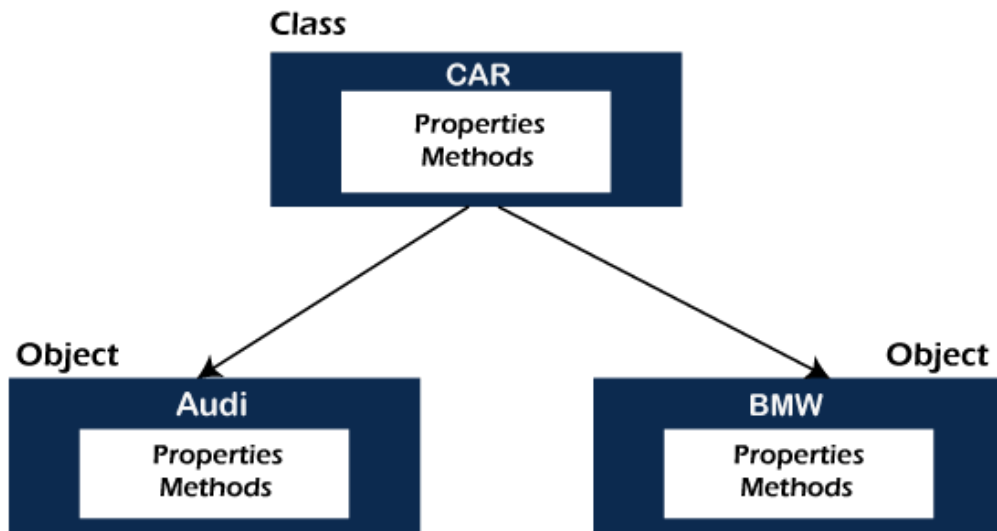 Class
CAR
Properties
Methods
Object
Object
Audi
BMW
Properties
Methods
Properties
Methods